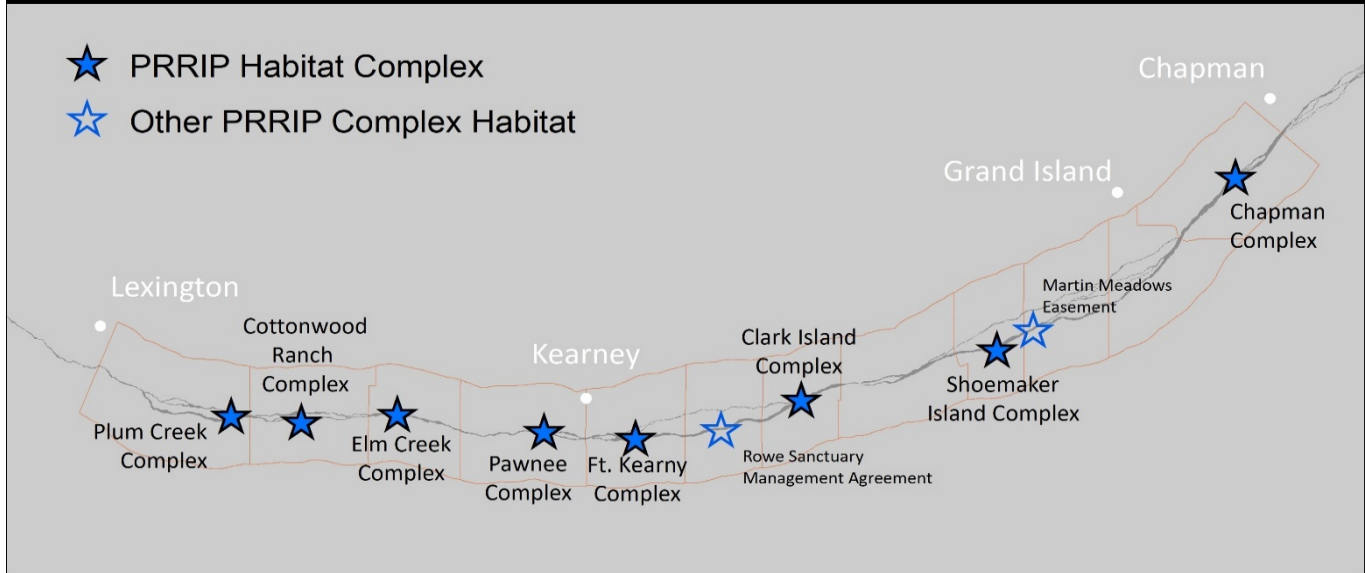 PRRIP Habitat Complex
Other PRRIP Complex Habitat
Chapman
Grand Island
Chapman
Complex
Martin Meadows
Easement
Lexington
Cottonwood
Ranch
Complex
Kearney
Clark Island
Complex
Shoemaker
Island Complex
Plum Creek
Complex
Elm Creek
Complex
Pawnee
Complex
Ft. Kearny
Complex
Rowe Sanctuary
Management Agreement